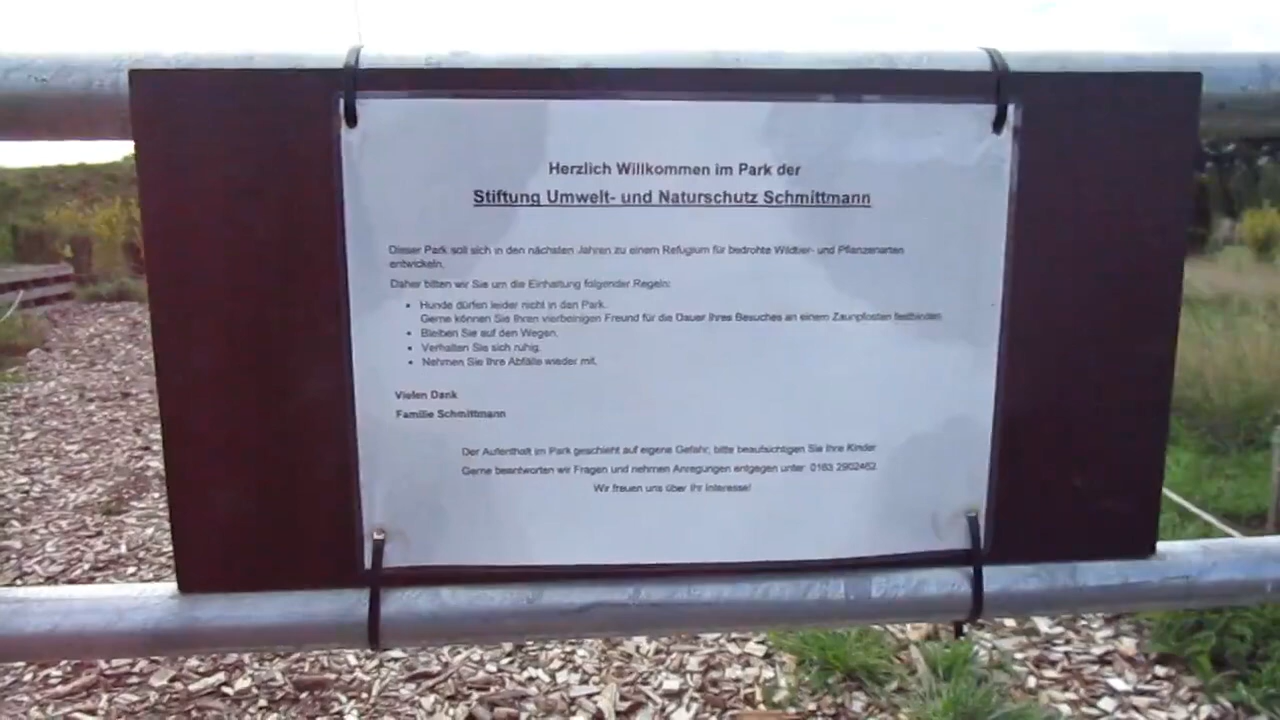 Herzlich Willkommen im Park der
Stiftung Umwelt- und Naturschutz Schmittmann
Dieser Park soll sich in den nächsten Jahren zu einem Refugium für bedrohte Wildtier- und Pflanzenarten
entwickeln.
Daher bitten wir Sie um die Einhaltung folgender Regeln:
• Hunde dürfen leider nicht in den Park.
Gerne können Sie Ihren vierbeinigen Freund für die Dauer Ihres Besuches an einem Zaunpfosten festbinden.
• Bleiben Sie auf den Wegen.
• Verhalten Sie sich ruhig.
• Nehmen Sie Ihre Abfälle wieder mit.
Vielen Dank
Familie Schmittmann
Der Aufenthalt im Park geschieht auf eigene Gefahr; bitte beaufsichtigen Sie Ihre Kinder
Gerne beantworten wir Fragen und nehmen Anregungen entgegen unter 0163
Wir freuen uns über Ihr Interesse!